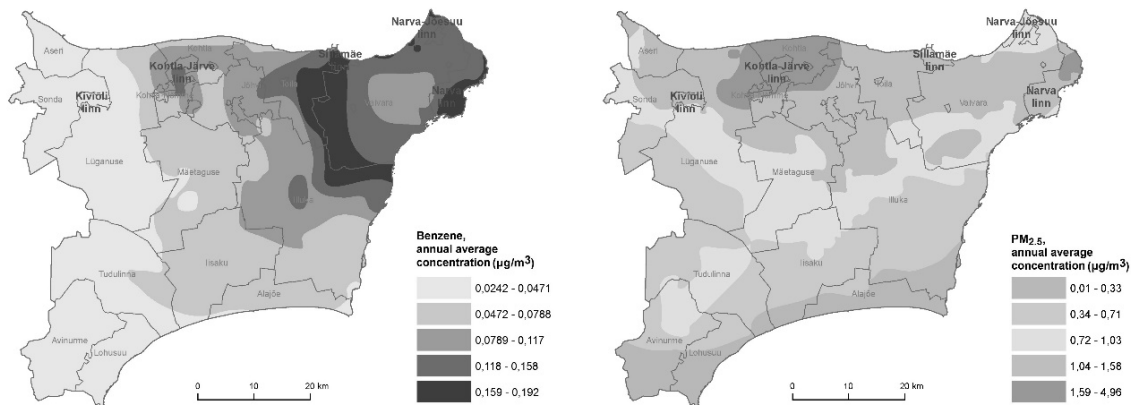 Narva-Jõesuu
linn
Aseri
Kohtla
Sillamäe
Kohtla-Järve
linn
Toila
Sonda
Kiviõli
linn
Vaivara
Narva
linn
Lüganuse
Mäetaguse
Illuka
Tudulinna
Iisaku
Alajõe
Avinurme
Lohusuu
Benzene,
annual average
concentration (µg/m³)
0,0242 - 0,0471
0,0472 - 0,0788
0,0789 - 0,117
0,118 - 0,158
0,159 - 0,192
0 10 20 km
Narva-Jõesuu
linn
Aseri
Kohtla
Sillamäe
linn
Kohtla-Järve
linn
Jõhvi
Toila
Sonda
Kiviõli
linn
Vaivara
Narva
linn
Lüganuse
Mäetaguse
Illuka
Tudulinna
Iisaku
Alajõe
Avinurme
Lohusuu
PM2.5,
annual average
concentration (µg/m³)
0,01 - 0,33
0,34 - 0,71
0,72 - 1,03
1,04 - 1,58
1,59 - 4,96
0 10 20 km